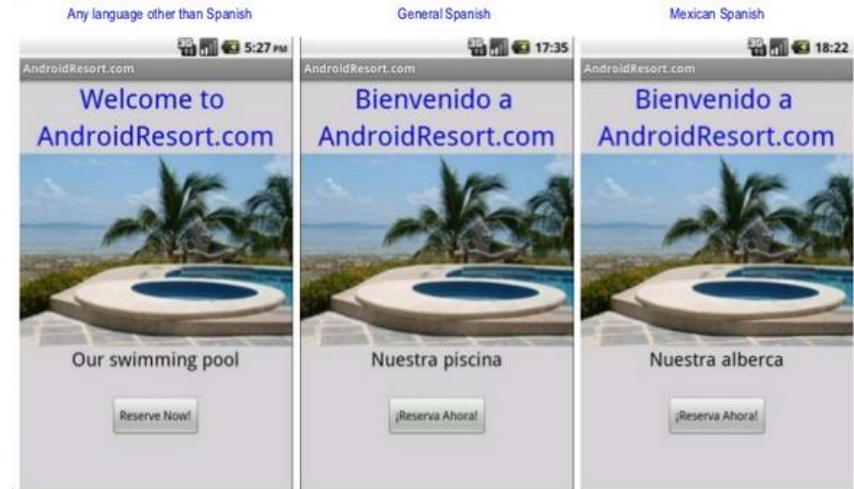 Any language other than Spanish
5:27 PM
AndroidResort.com
Welcome to
AndroidResort.com
Our swimming pool
Reserve Now!
General Spanish
17:35
AndroidResort.com
Bienvenido a
AndroidResort.com
Nuestra piscina
¡Reserva Ahora!
Mexican Spanish
18:22
AndroidResort.com
Bienvenido a
AndroidResort.com
Nuestra alberca
¡Reserva Ahora!